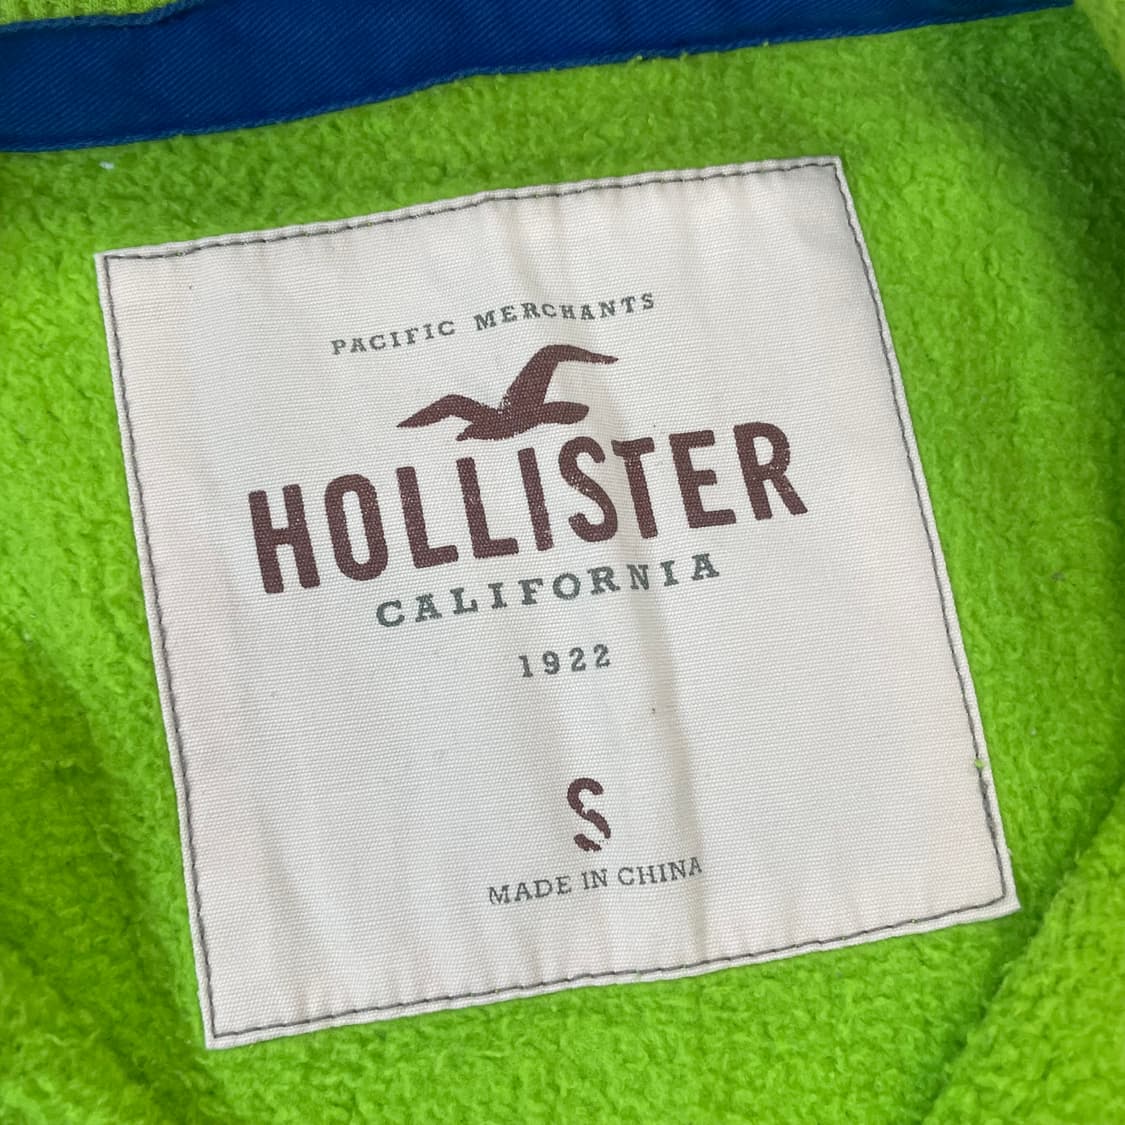 PACIFIC MERCHANTS
HOLLISTER
CALIFORNIA
1922
S
MADE IN CHINA